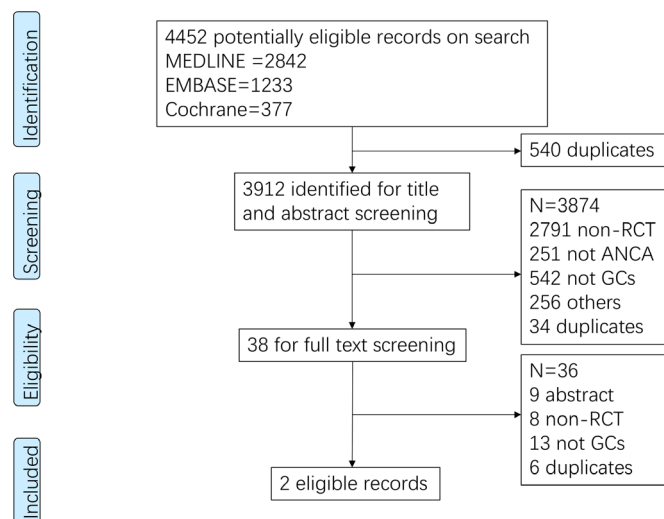 Identification
4452 potentially eligible records on search
MEDLINE =2842
EMBASE=1233
Cochrane=377
540 duplicates
Screening
3912 identified for title
and abstract screening
N=3874
2791 non-RCT
251 not ANCA
542 not GCs
256 others
34 duplicates
Eligibility
38 for full text screening
N=36
9 abstract
8 non-RCT
13 not GCs
6 duplicates
Included
2 eligible records